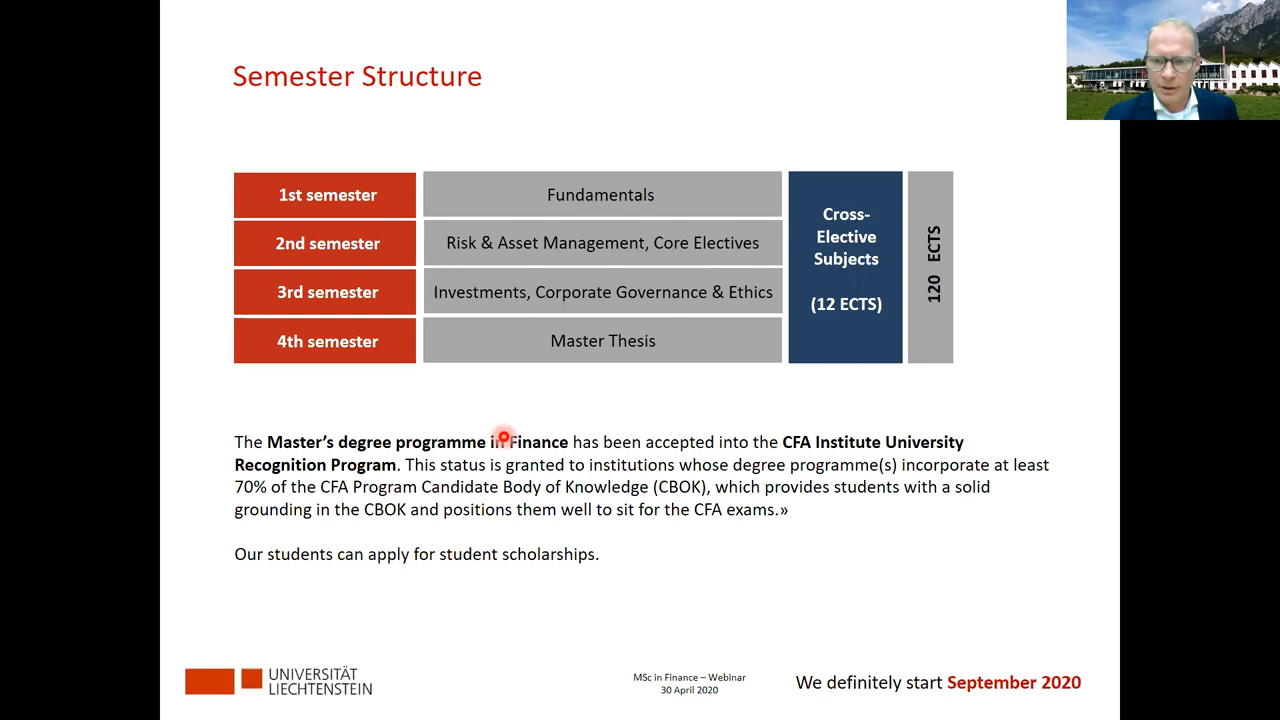 Semester Structure
1st semester
Fundamentals
2nd semester
Risk & Asset Management, Core Electives
3rd semester
Investments, Corporate Governance & Ethics
4th semester
Master Thesis
Cross-
Elective
Subjects
(12 ECTS)
120 ECTS
The Master's degree programme in Finance has been accepted into the CFA Institute University
Recognition Program. This status is granted to institutions whose degree programme(s) incorporate at least
70% of the CFA Program Candidate Body of Knowledge (CBOK), which provides students with a solid
grounding in the CBOK and positions them well to sit for the CFA exams.»
Our students can apply for student scholarships.
UNIVERSITÄT
LIECHTENSTEIN
MSc in Finance – Webinar
30 April 2020
We definitely start September 2020